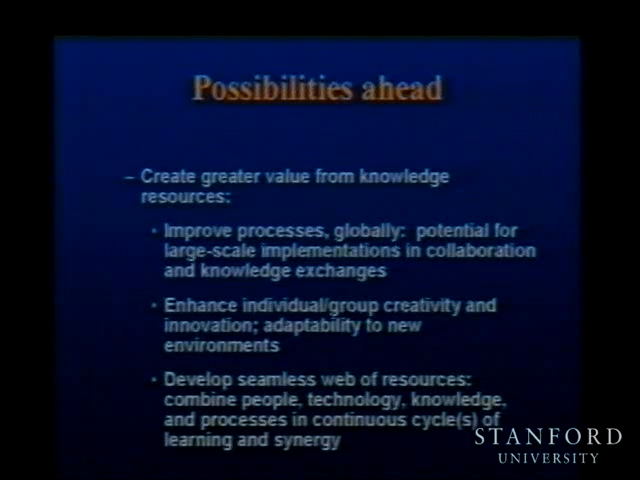 Possibilities ahead
– Create greater value from knowledge
resources:
• Improve processes, globally: potential for
large-scale implementations in collaboration
and knowledge exchanges
• Enhance individual/group creativity and
innovation; adaptability to new
environments
• Develop seamless web of resources:
combine people, technology, knowledge,
and processes in continuous cycle(s) of
learning and synergy
STANFORD
UNIVERSITY